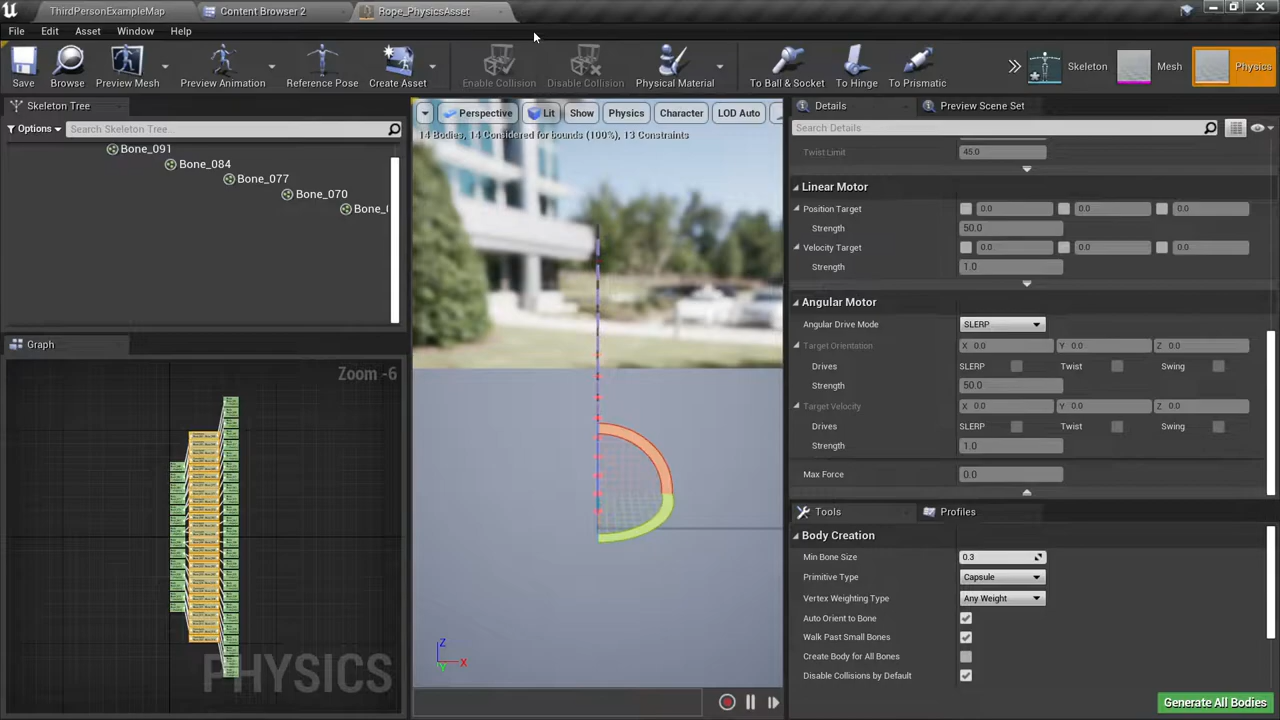 ThirdPersonExampleMap
Content Browser 2
Rope_PhysicsAsset
File Edit Asset Window Help
Save
Browse
Preview Mesh
Preview Animation
Create Asset
Enable Collision
Disable Collision
Physical Material
To Ball & Socket
To Hinge
To Prismatic
Skeleton
Mesh
Physics
Skeleton Tree
Options
Search Skeleton Tree...
Bone_091
Bone_084
Bone_077
Bone_070
Graph
Zoom -6
PHYSICS
Perspective
Lit
Show
Physics
Character
LOD Auto
14 Bodies, 14 Considered for bounds (100%), 13 Constraints
Z
X
Details
Preview Scene Set
Search Details
Twist Limit 45.0
Linear Motor
Position Target 0.0 0.0 0.0
Strength 50.0
Velocity Target 0.0 0.0 0.0
Strength 1.0
Angular Motor
Angular Drive Mode SLERP
Target Orientation X 0.0 Y 0.0 Z 0.0
Drives SLERP Twist Swing
Strength 50.0
Target Velocity X 0.0 Y 0.0 Z 0.0
Drives SLERP Twist Swing
Strength 1.0
Max Force 0.0
Tools
Profiles
Body Creation
Min Bone Size 0.3
Primitive Type Capsule
Vertex Weighting Type Any Weight
Auto Orient to Bone
Walk Past Small Bones
Create Body for All Bones
Disable Collisions by Default
Generate All Bodies